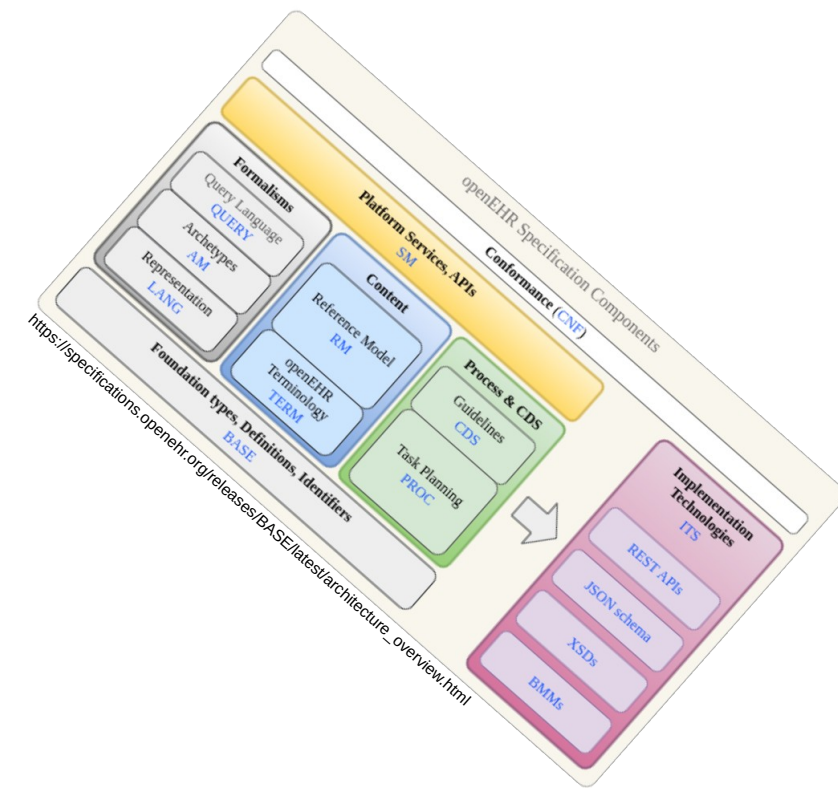 openEHR Specification Components
Conformance (CNF)
Platform Services, APIs
SM
Formalisms
Query Language
QUERY
Archetypes
AM
Representation
LANG
Content
Reference Model
RM
openEHR
Terminology
TERM
Process & CDS
Guidelines
CDS
Task Planning
PROC
Foundation types, Definitions, Identifiers
BASE
Implementation
Technologies
ITS
REST APIs
JSON schema
XSDs
BMMs
https://specifications.openehr.org/releases/BASE/latest/architecture_overview.html